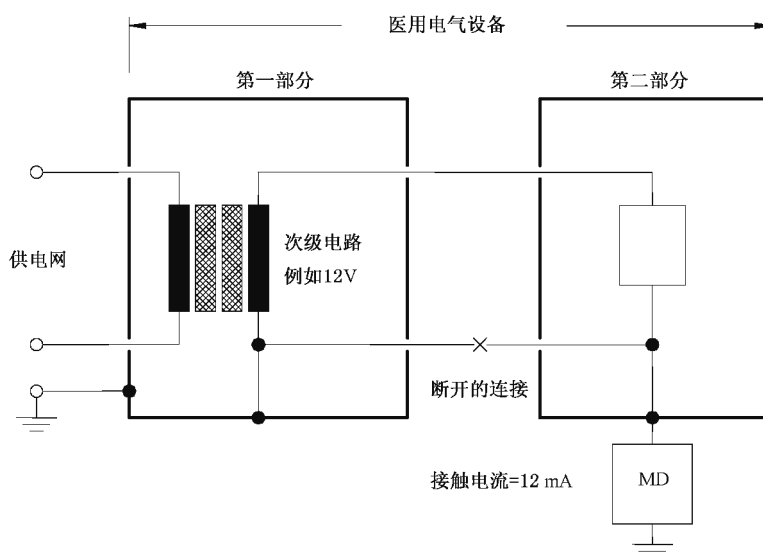 医用电气设备
第一部分
第二部分
供电网
次级电路
例如12V
断开的连接
接触电流=12 mA
MD